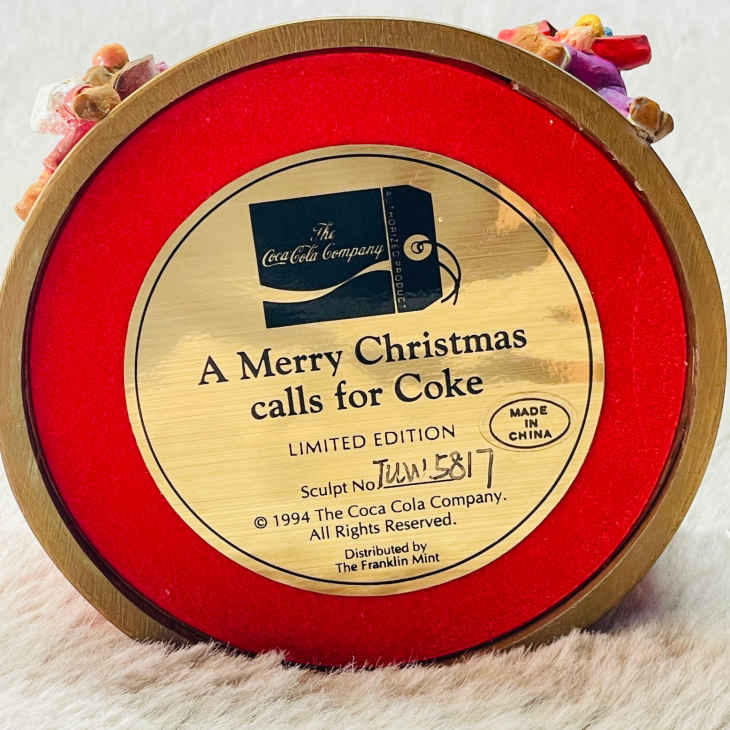 The
Coca-Cola Company
AUTHORIZED PRODUCT
A Merry Christmas
calls for Coke
LIMITED EDITION
MADE
IN
CHINA
Sculpt No. TUW 5817
© 1994 The Coca Cola Company.
All Rights Reserved.
Distributed by
The Franklin Mint